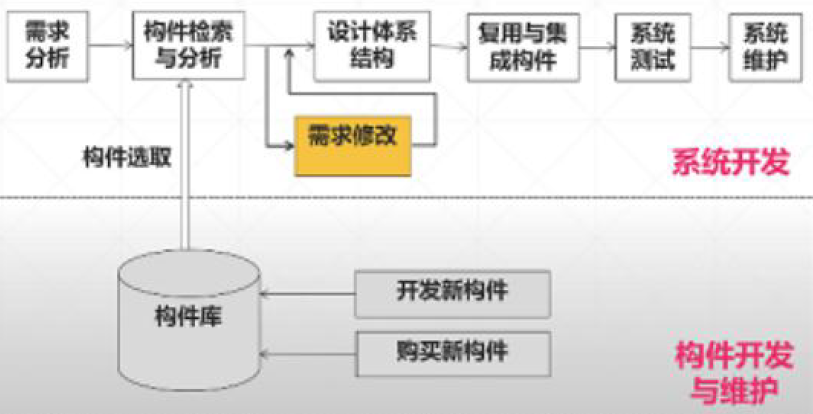 需求
分析
构件检索
与分析
设计体系
结构
复用与集
成构件
系统
测试
系统
维护
需求修改
构件选取
系统开发
构件库
开发新构件
购买新构件
构件开发
与维护